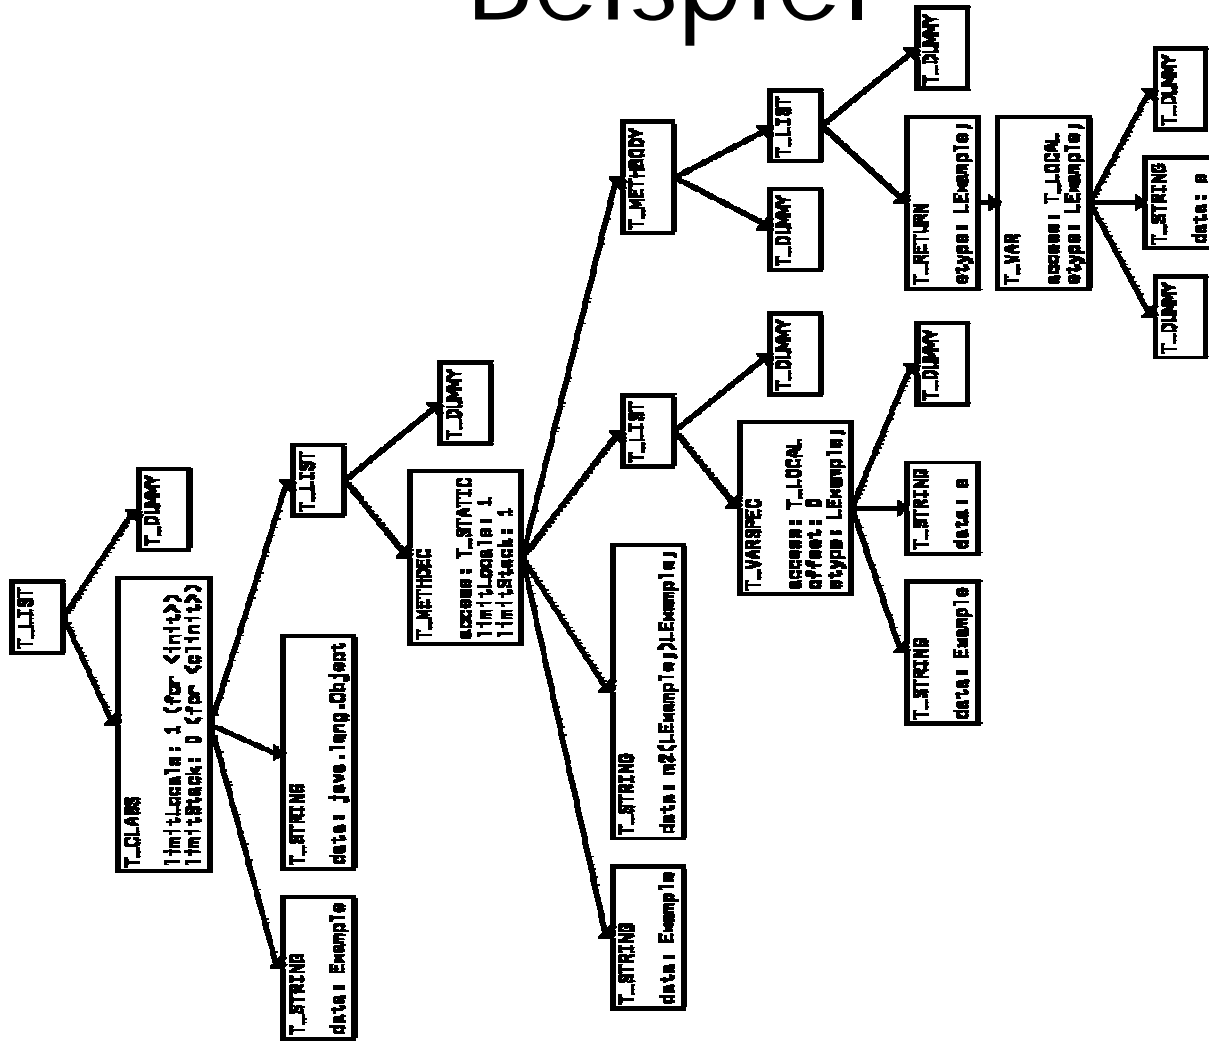 Beispiel
T_LIST
T_CLASS
limitLocals: 1 (for <init>)
limitStack: 0 (for <clinit>)
T_DUMMY
T_STRING
data: Example
T_STRING
data: java.lang.Object
T_LIST
T_METHDEC
access: T_STATIC
limitLocals: 1
limitStack: 1
T_DUMMY
T_STRING
data: Example
T_STRING
data: m2(LExample;)LExample;
T_LIST
T_METHBODY
T_VARSPEC
access: T_LOCAL
offset: 0
stype: LExample;
T_DUMMY
T_DUMMY
T_LIST
T_STRING
data: Example
T_STRING
data: a
T_DUMMY
T_RETURN
stype: LExample;
T_DUMMY
T_VAR
access: T_LOCAL
stype: LExample;
T_DUMMY
T_STRING
data: a
T_DUMMY